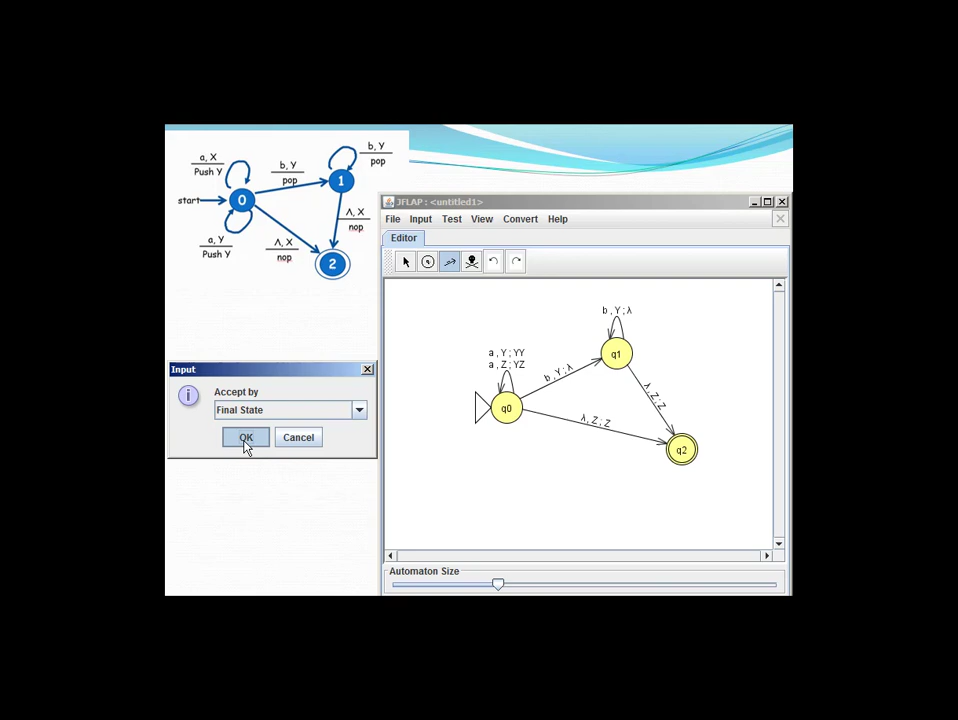 a, X
Push Y
b, Y
pop
b, Y
pop
start
0
1
a, Y
Push Y
Λ, X
nop
Λ, X
nop
2
JFLAP : <untitled1>
File Input Test View Convert Help
Editor
b , Y ; λ
q1
a , Y ; YY
a , Z ; YZ
b , Y ; λ
λ , Z ; Z
q0
λ , Z ; Z
q2
Automaton Size
Input
Accept by
Final State
OK Cancel